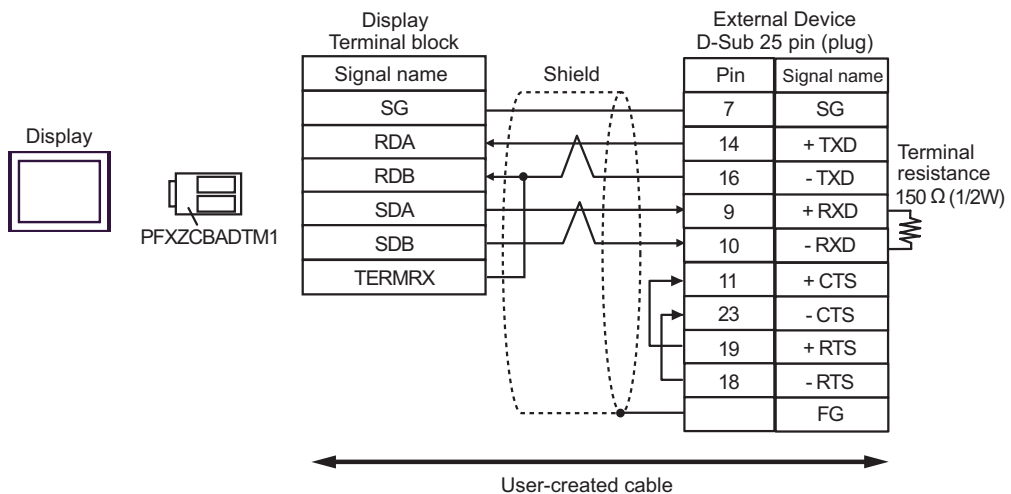 Display
Terminal block
External Device
D-Sub 25 pin (plug)
Signal name
Shield
Pin
Signal name
SG
7
SG
RDA
14
+ TXD
RDB
16
- TXD
SDA
9
+ RXD
SDB
10
- RXD
TERMRX
11
+ CTS
23
- CTS
19
+ RTS
18
- RTS
FG
Terminal
resistance
150 Ω (1/2W)
Display
PFXZCBADTM1
User-created cable